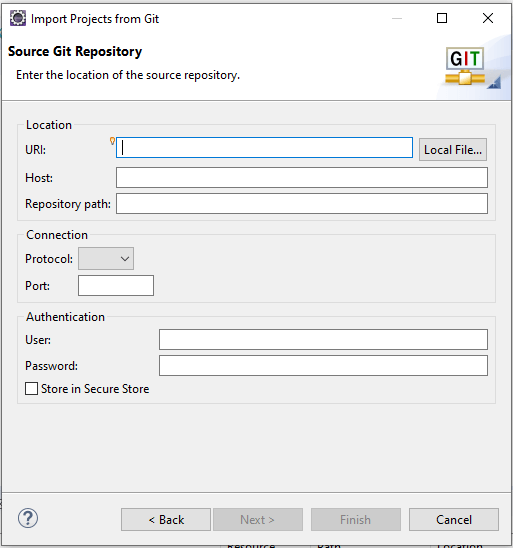 Import Projects from Git
Source Git Repository
Enter the location of the source repository.
GIT
Location
URI:
Local File...
Host:
Repository path:
Connection
Protocol:
Port:
Authentication
User:
Password:
Store in Secure Store
?
< Back
Next >
Finish
Cancel
Resource
Path
Location